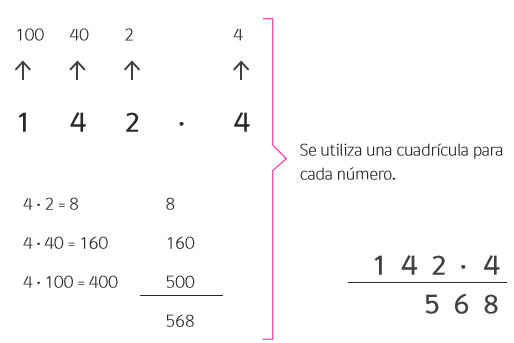 100 40 2 4
1 4 2 · 4
Se utiliza una cuadrícula para
cada número.
4 · 2 = 8 8
4 · 40 = 160 160
4 · 100 = 400 500
568
1 4 2 · 4
5 6 8